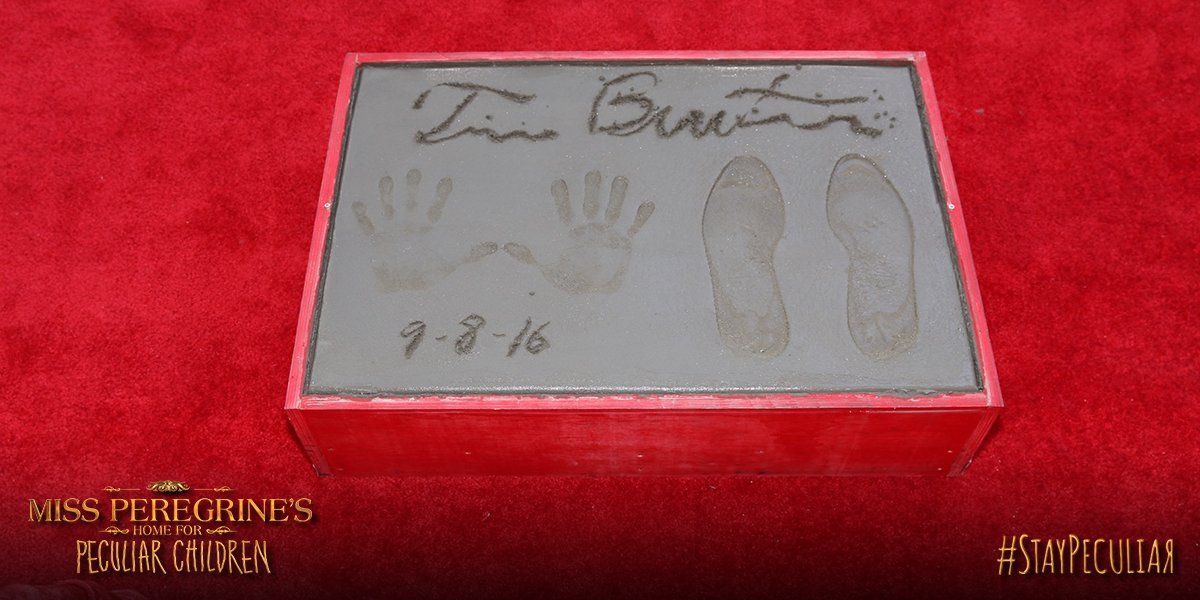 Tim Burton
9-8-16
MISS PEREGRINE'S
HOME FOR
PECULIAR CHILDREN
#STAYPECULIAR